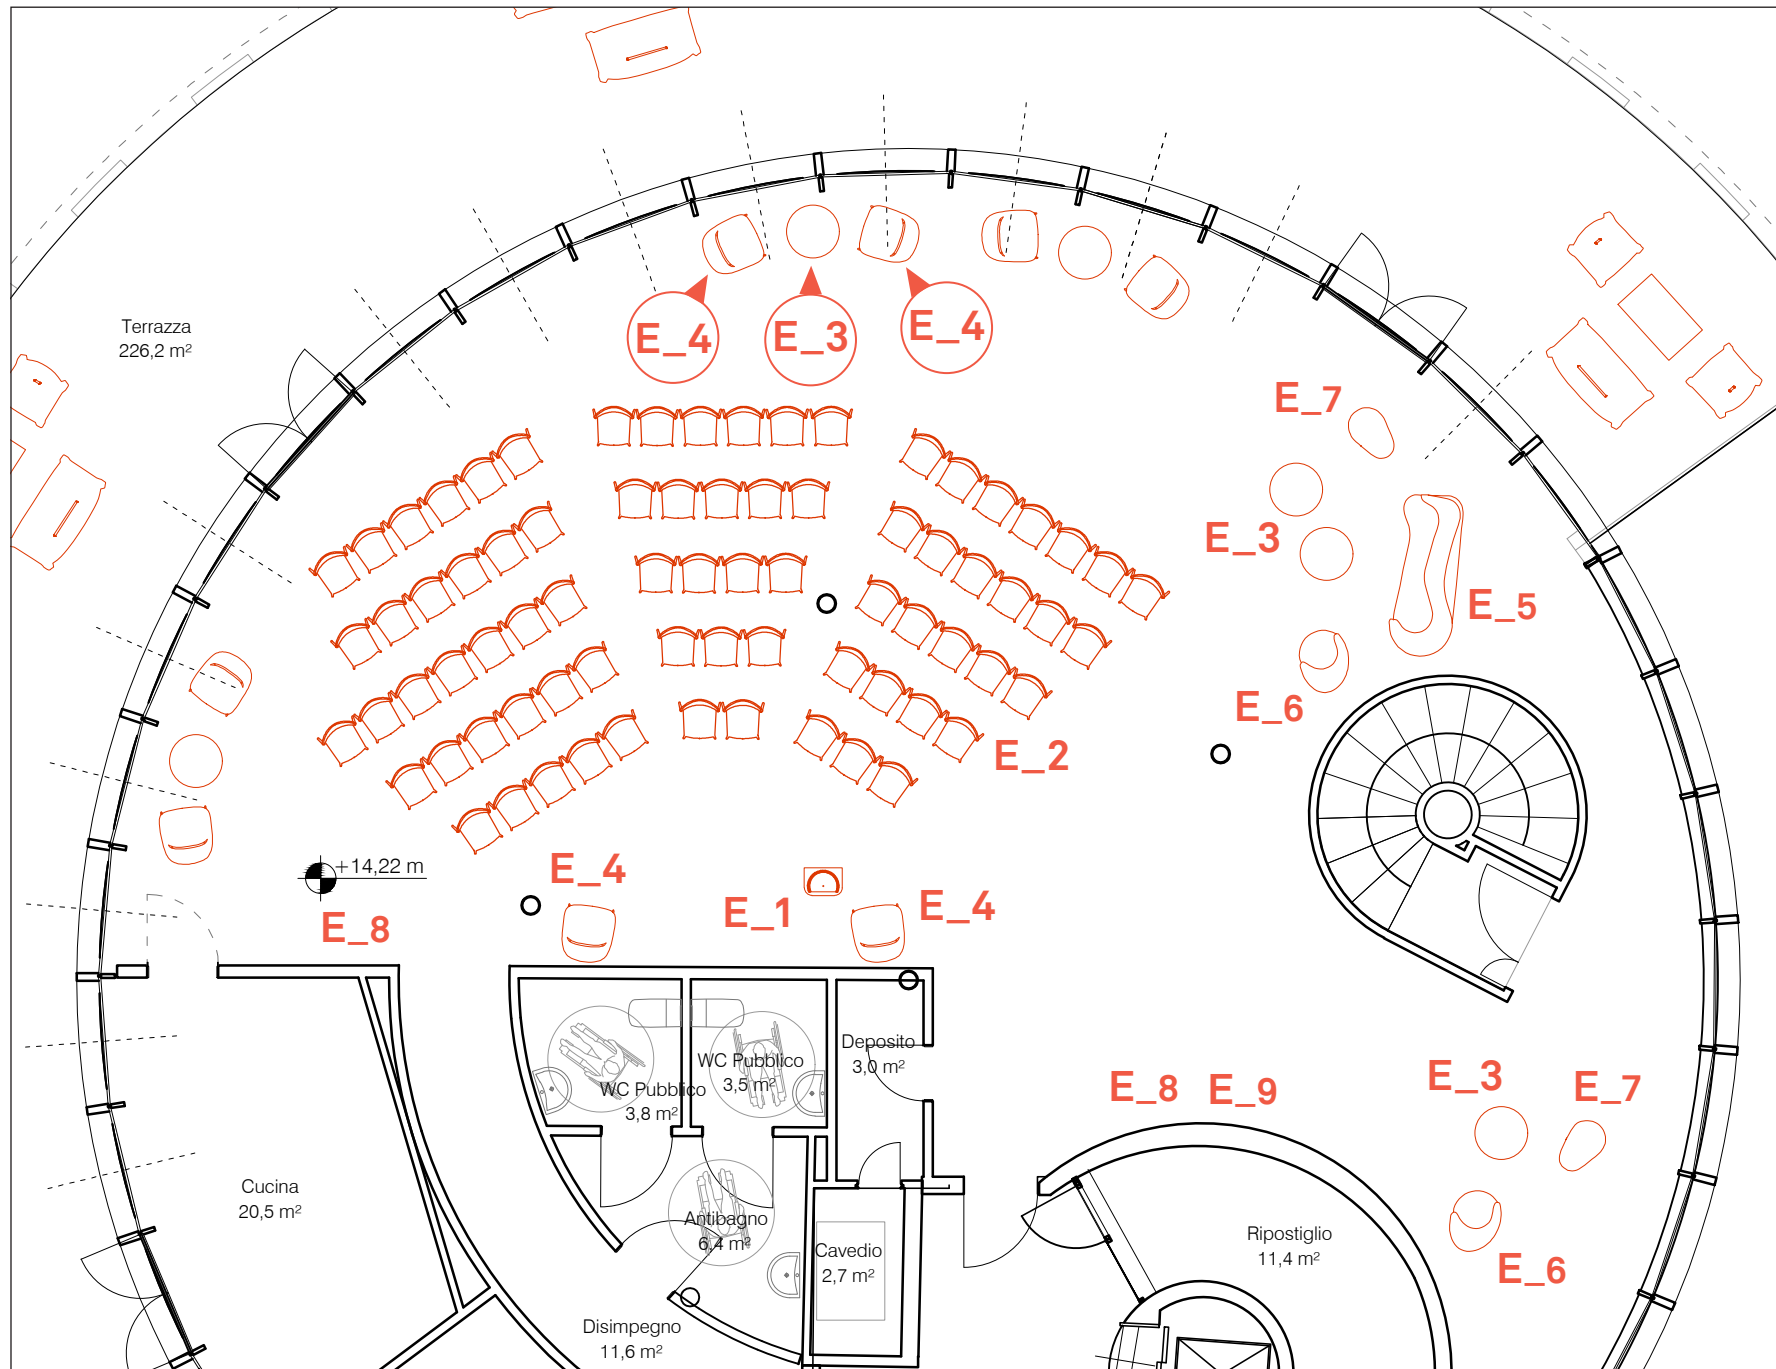 Terrazza
226,2 m²
E_4
E_3
E_4
E_7
E_3
E_5
E_6
E_2
+14,22 m
E_4
E_8
E_1
E_4
WC Pubblico
3,8 m²
WC Pubblico
3,5 m²
Deposito
3,0 m²
E_8
E_9
E_3
E_7
Cucina
20,5 m²
Antibagno
6,4 m²
Cavedio
2,7 m²
Ripostiglio
11,4 m²
E_6
Disimpegno
11,6 m²